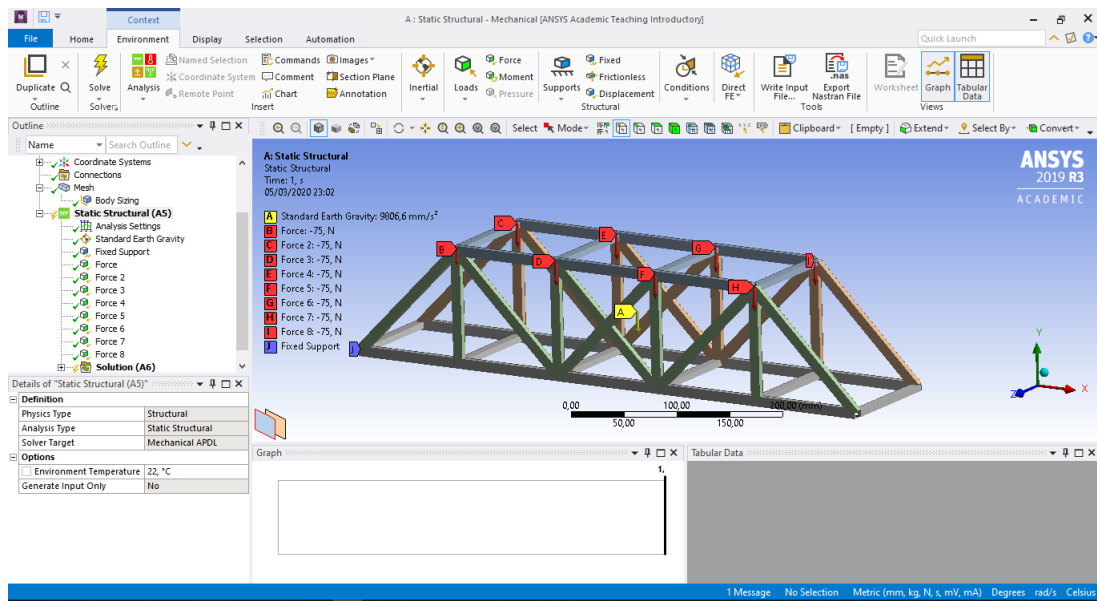 Context
A : Static Structural - Mechanical [ANSYS Academic Teaching Introductory]
File Home Environment Display Selection Automation
Quick Launch
Duplicate
Outline
Solve
Solvers
Analysis
Named Selection
Coordinate System
Remote Point
Commands
Comment
Chart
Images
Section Plane
Annotation
Insert
Inertial
Loads
Force
Moment
Pressure
Supports
Fixed
Frictionless
Displacement
Structural
Conditions
Direct FE
Write Input File...
Export Nastran File
.nas
Tools
Worksheet
Graph
Tabular Data
Views
Outline
Name
Search Outline
Select Mode Clipboard [ Empty ] Extend Select By Convert
Coordinate Systems
Connections
Mesh
Body Sizing
Static Structural (A5)
Analysis Settings
Standard Earth Gravity
Fixed Support
Force
Force 2
Force 3
Force 4
Force 5
Force 6
Force 7
Force 8
Solution (A6)
Details of "Static Structural (A5)"
Definition
Physics Type Structural
Analysis Type Static Structural
Solver Target Mechanical APDL
Options
Environment Temperature 22, °C
Generate Input Only No
A: Static Structural
Static Structural
Time: 1, s
05/03/2020 23:02
A Standard Earth Gravity: 9806,6 mm/s²
B Force: -75, N
C Force 2: -75, N
D Force 3: -75, N
E Force 4: -75, N
F Force 5: -75, N
G Force 6: -75, N
H Force 7: -75, N
I Force 8: -75, N
J Fixed Support
ANSYS
2019 R3
ACADEMIC
C
E
B
G
D
I
F
H
A
J
Y
X
Z
0,00 100,00 200,00 (mm)
50,00 150,00
Graph
1,
Tabular Data
1 Message No Selection Metric (mm, kg, N, s, mV, mA) Degrees rad/s Celsius